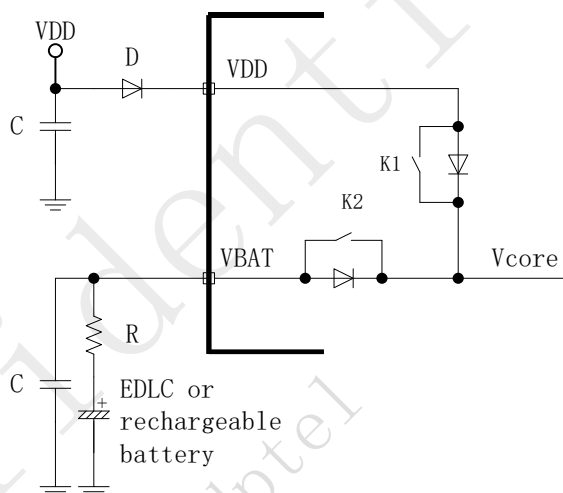 VDD
D
VDD
C
K1
K2
VBAT
Vcore
R
C
+
EDLC or
rechargeable
battery